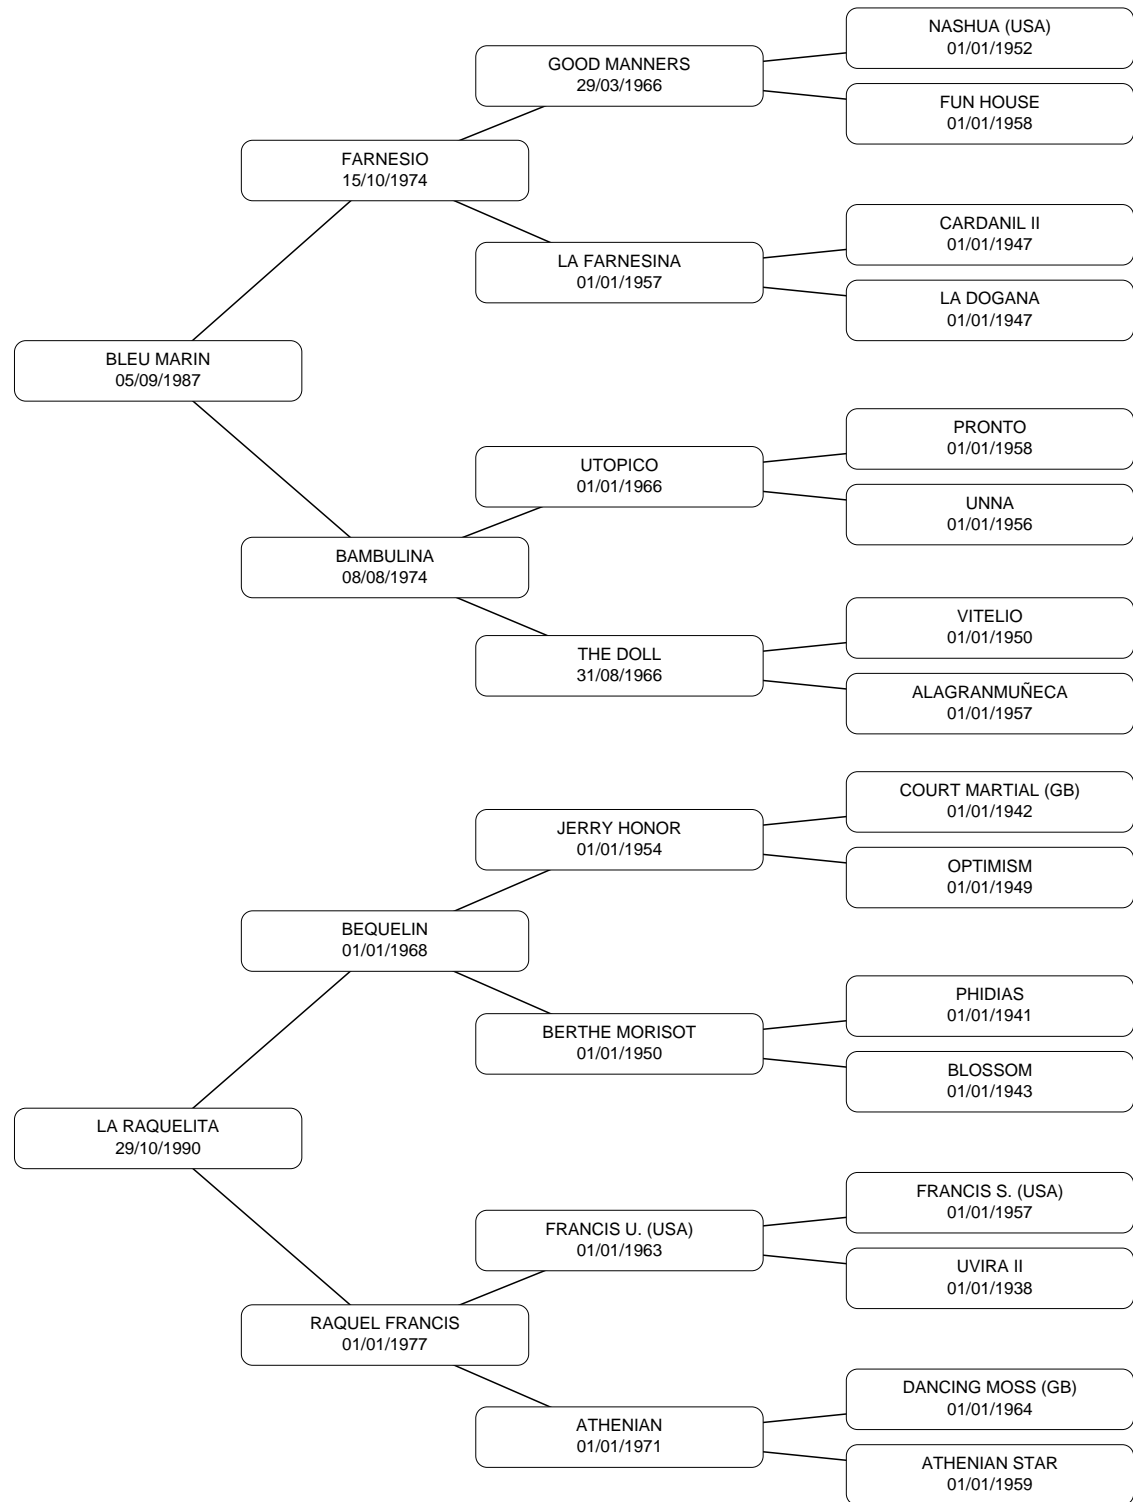 NASHUA (USA)
01/01/1952
GOOD MANNERS
29/03/1966
FUN HOUSE
01/01/1958
FARNESIO
15/10/1974
CARDANIL II
01/01/1947
LA FARNESINA
01/01/1957
LA DOGANA
01/01/1947
BLEU MARIN
05/09/1987
PRONTO
01/01/1958
UTOPICO
01/01/1966
UNNA
01/01/1956
BAMBULINA
08/08/1974
VITELIO
01/01/1950
THE DOLL
31/08/1966
ALAGRANMUÑECA
01/01/1957
COURT MARTIAL (GB)
01/01/1942
JERRY HONOR
01/01/1954
OPTIMISM
01/01/1949
BEQUELIN
01/01/1968
PHIDIAS
01/01/1941
BERTHE MORISOT
01/01/1950
BLOSSOM
01/01/1943
LA RAQUELITA
29/10/1990
FRANCIS S. (USA)
01/01/1957
FRANCIS U. (USA)
01/01/1963
UVIRA II
01/01/1938
RAQUEL FRANCIS
01/01/1977
DANCING MOSS (GB)
01/01/1964
ATHENIAN
01/01/1971
ATHENIAN STAR
01/01/1959